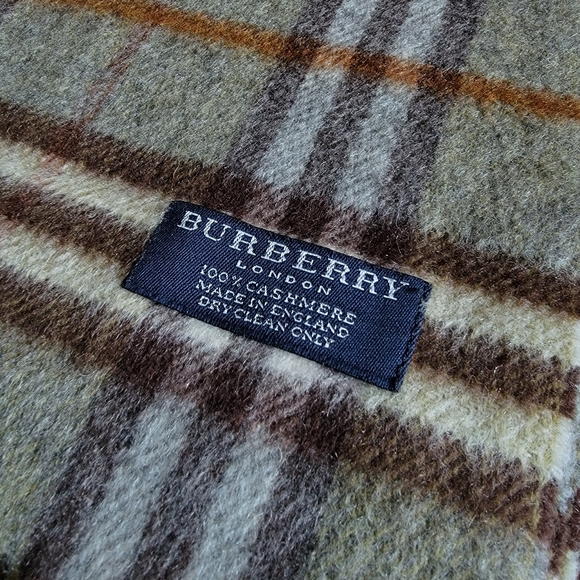 BURBERRY
LONDON
100% CASHMERE
MADE IN ENGLAND
DRY CLEAN ONLY